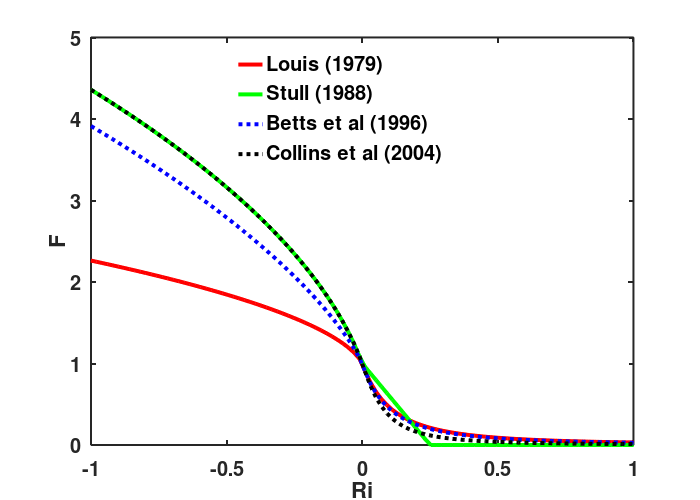 5
4
3
2
1
0
F
Louis (1979)
Stull (1988)
Betts et al (1996)
Collins et al (2004)
-1 -0.5 0 0.5 1
Ri